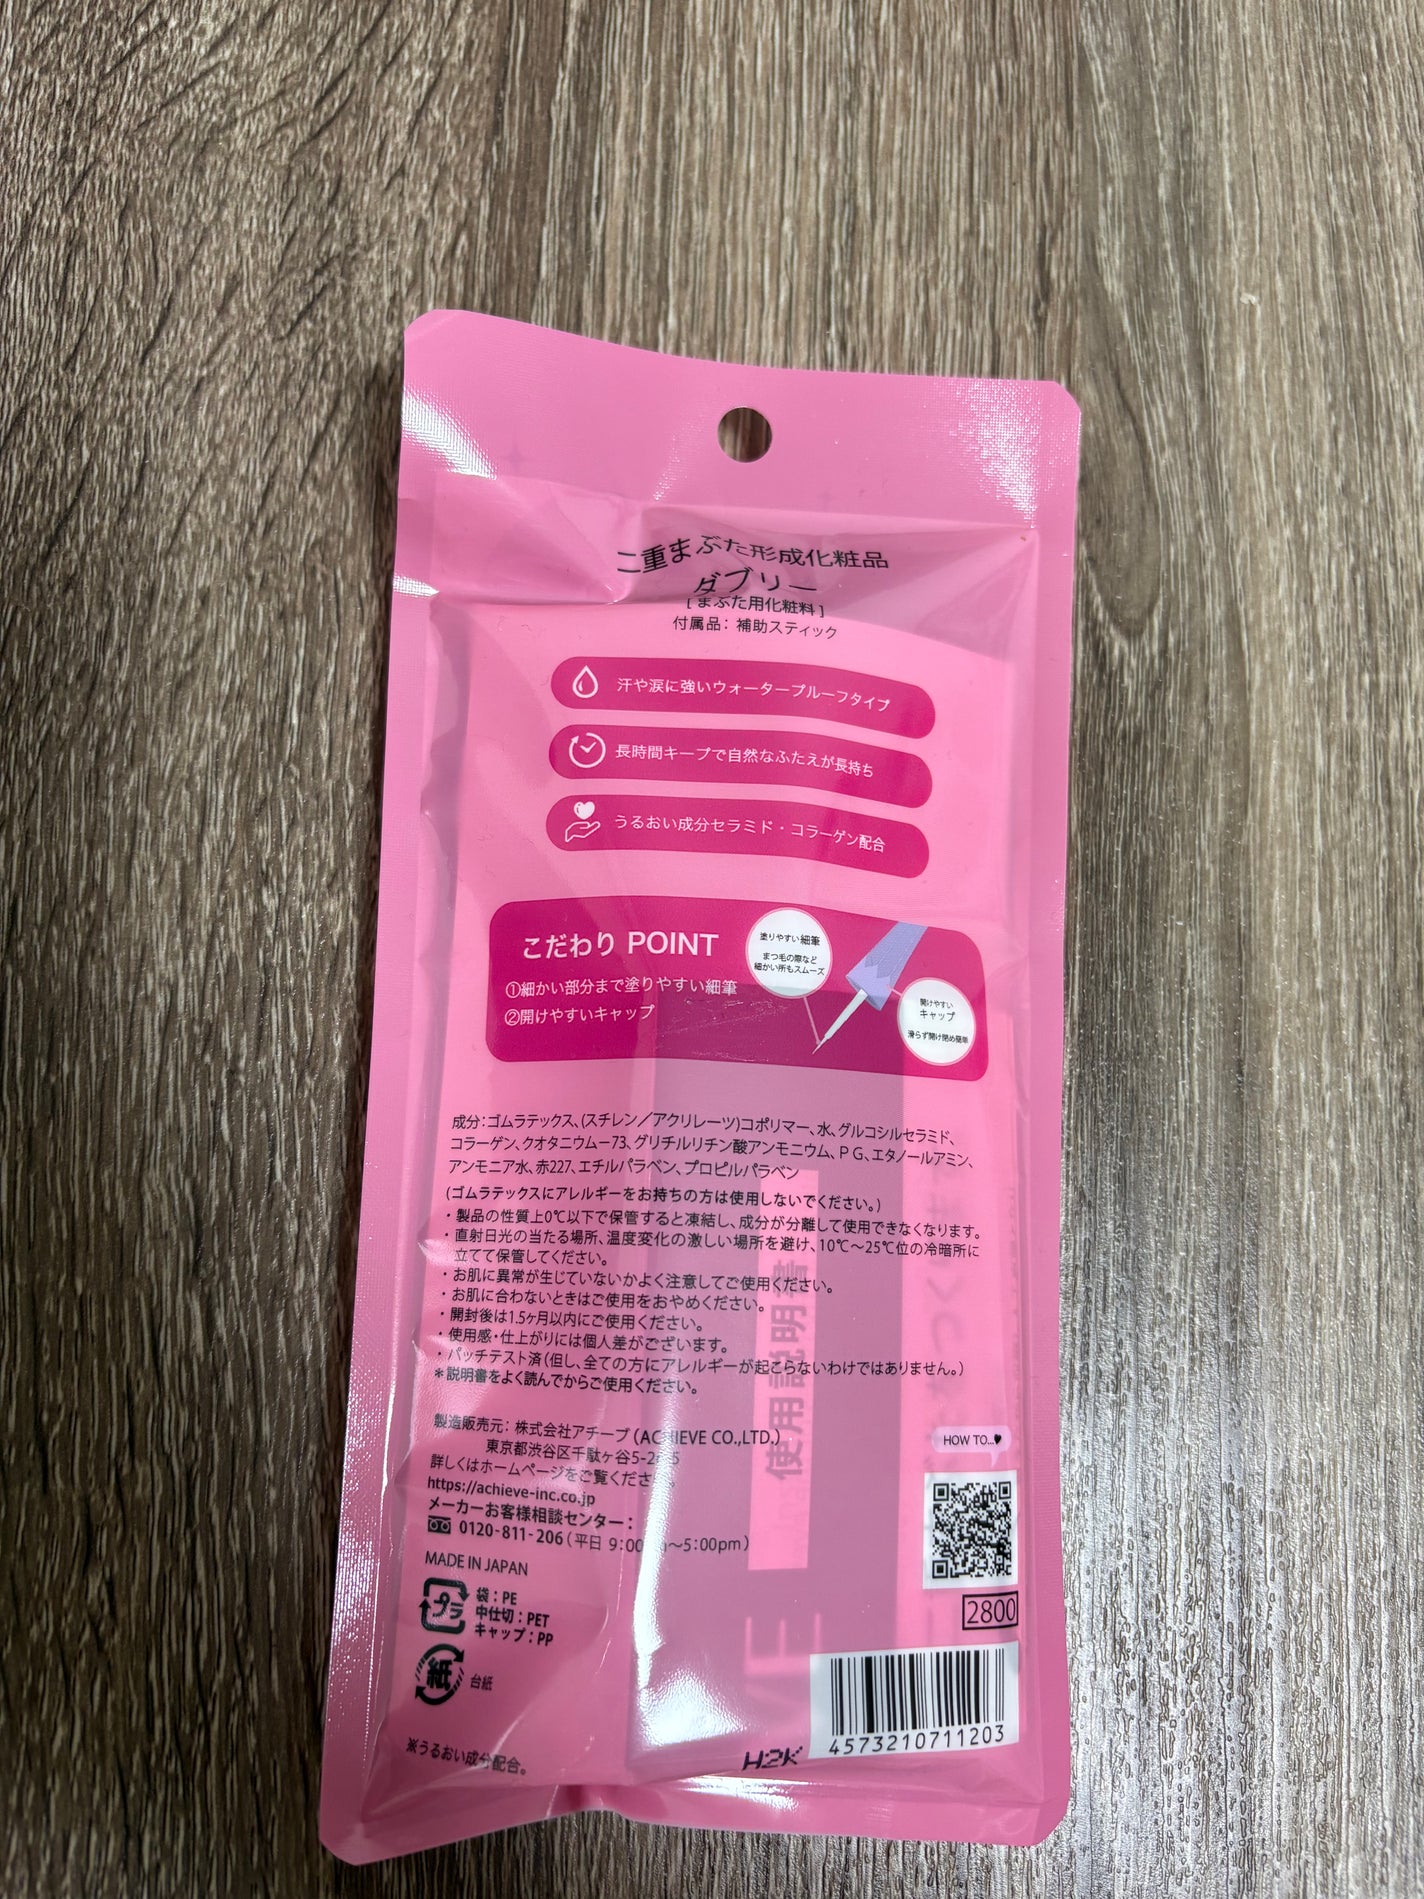 二重まぶた形成化粧品
ダブリー
[まぶた用化粧料]
付属品：補助スティック
汗や涙に強いウォータープルーフタイプ
長時間キープで自然なふたえが長持ち
うるおい成分セラミド・コラーゲン配合
こだわり POINT
①細かい部分まで塗りやすい細筆
②開けやすいキャップ
塗りやすい細筆
まつ毛の際など
細かい所もスムーズ
開けやすい
キャップ
滑らず開け閉め簡単
成分：ゴムラテックス、(スチレン／アクリレーツ)コポリマー、水、グルコシルセラミド、
コラーゲン、クオタニウム－73、グリチルリチン酸アンモニウム、ＰＧ、エタノールアミン、
アンモニア水、赤227、エチルパラベン、プロピルパラベン
(ゴムラテックスにアレルギーをお持ちの方は使用しないでください。)
・製品の性質上0℃以下で保管すると凍結し、成分が分離して使用できなくなります。
・直射日光の当たる場所、温度変化の激しい場所を避け、10℃～25℃位の冷暗所に
立てて保管してください。
・お肌に異常が生じていないかよく注意してご使用ください。
・お肌に合わないときはご使用をおやめください。
・開封後は1.5ヶ月以内にご使用ください。
・使用感・仕上がりには個人差がございます。
・パッチテスト済(但し、全ての方にアレルギーが起こらないわけではありません。)
＊説明書をよく読んでからご使用ください。
使用説明書
製造販売元：株式会社アチーブ(ACHIEVE CO.,LTD.)
東京都渋谷区千駄ヶ谷5-2
詳しくはホームページをご覧ください。
https://achieve-inc.co.jp
メーカーお客様相談センター：
0120-811-206(平日 9:00 ～5:00pm)
MADE IN JAPAN
プラ
袋：PE
中仕切：PET
キャップ：PP
紙
台紙
※うるおい成分配合。
HOW TO...♥
2800
4573210711203
H2K